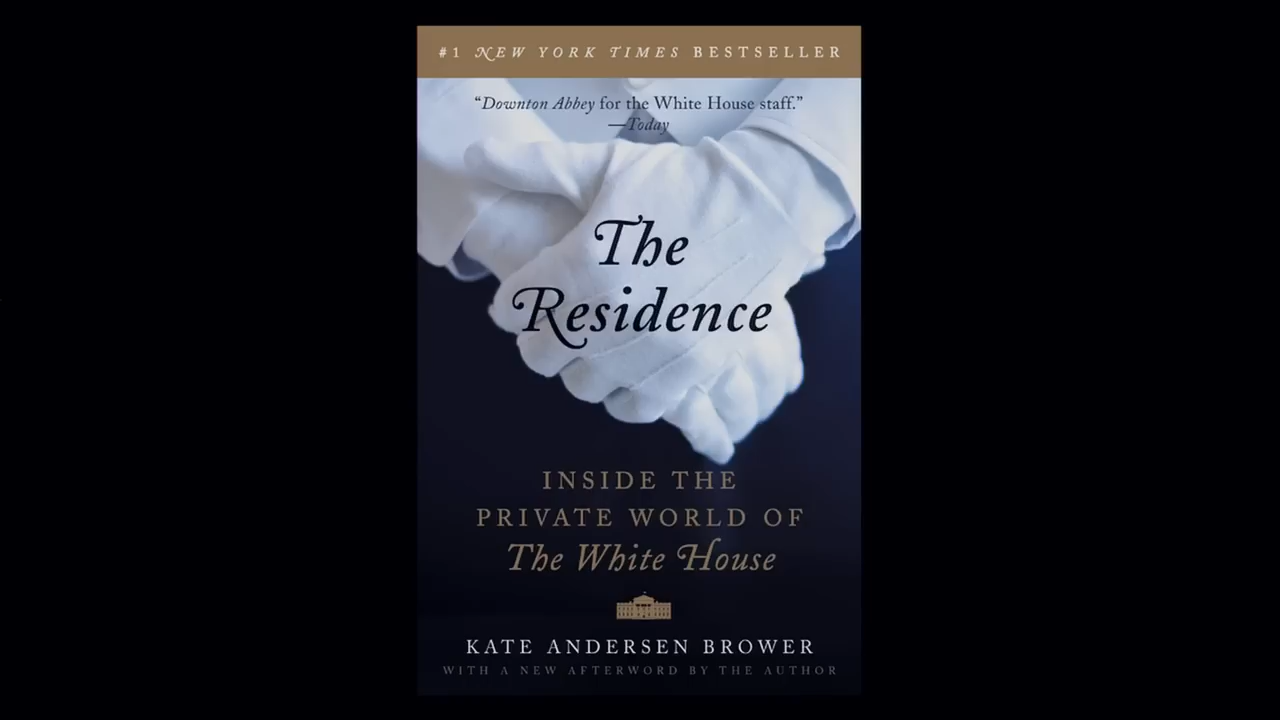 #1 NEW YORK TIMES BESTSELLER
“Downton Abbey for the White House staff.”
—Today
The
Residence
INSIDE THE
PRIVATE WORLD OF
The White House
KATE ANDERSEN BROWER
WITH A NEW AFTERWORD BY THE AUTHOR